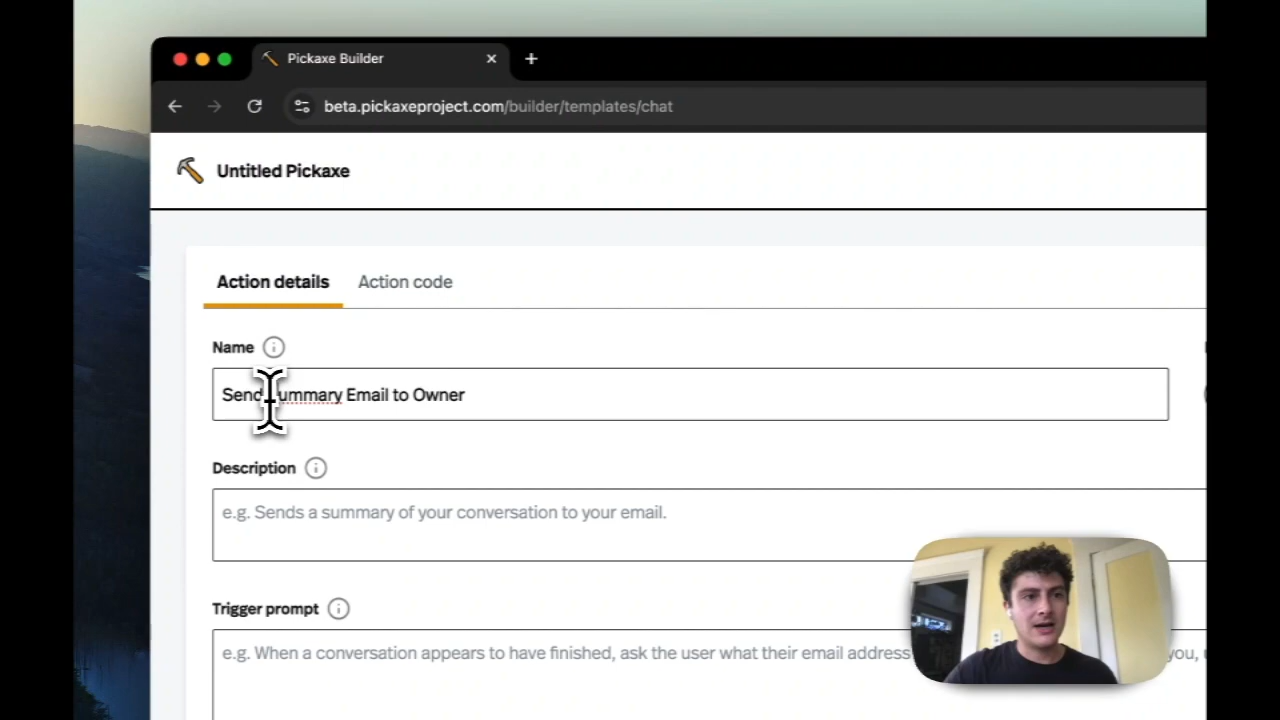 Pickaxe Builder
beta.pickaxeproject.com/builder/templates/chat
Untitled Pickaxe
Action details Action code
Name
Send summary Email to Owner
Description
e.g. Sends a summary of your conversation to your email.
Trigger prompt
e.g. When a conversation appears to have finished, ask the user what their email address you,